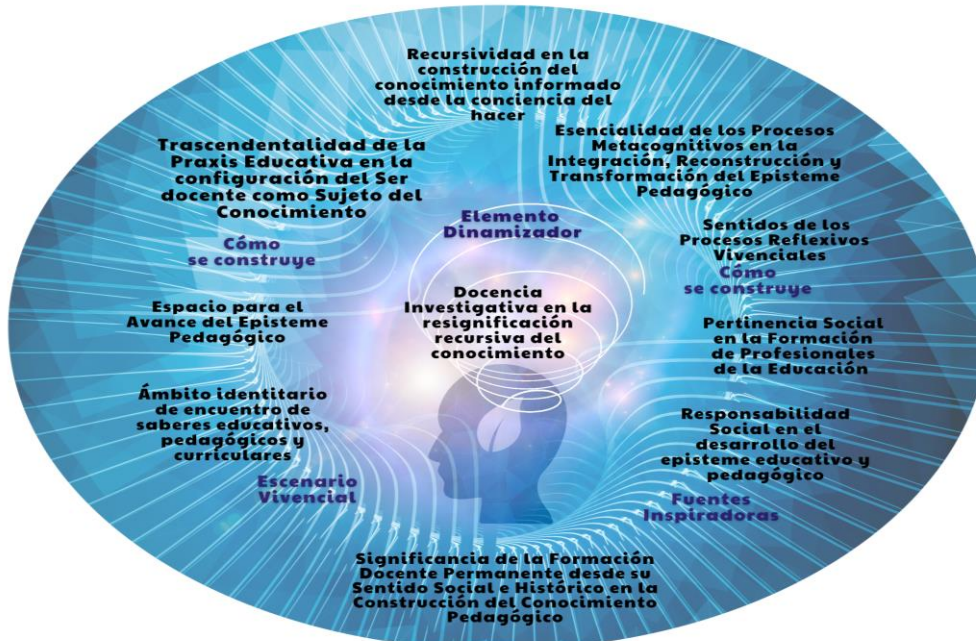 Recursividad en la
construcción del
conocimiento informado
desde la conciencia del
hacer
Trascendentalidad de la
Praxis Educativa en la
configuración del Ser
docente como Sujeto del
Conocimiento
Esencialidad de los Procesos
Metacognitivos en la
Integración, Reconstrucción y
Transformación del Episteme
Pedagógico
Cómo
se construye
Elemento
Dinamizador
Sentidos de los
Procesos Reflexivos
Vivenciales
Cómo
se construye
Espacio para el
Avance del Episteme
Pedagógico
Docencia
Investigativa en la
resignificación
recursiva del
conocimiento
Pertinencia Social
en la Formación
de Profesionales
de la Educación
Ámbito identitario
de encuentro de
saberes educativos,
pedagógicos y
curriculares
Responsabilidad
Social en el
desarrollo del
episteme educativo y
pedagógico
Escenario
Vivencial
Fuentes
Inspiradoras
Significancia de la Formación
Docente Permanente desde su
Sentido Social e Histórico en la
Construcción del Conocimiento
Pedagógico